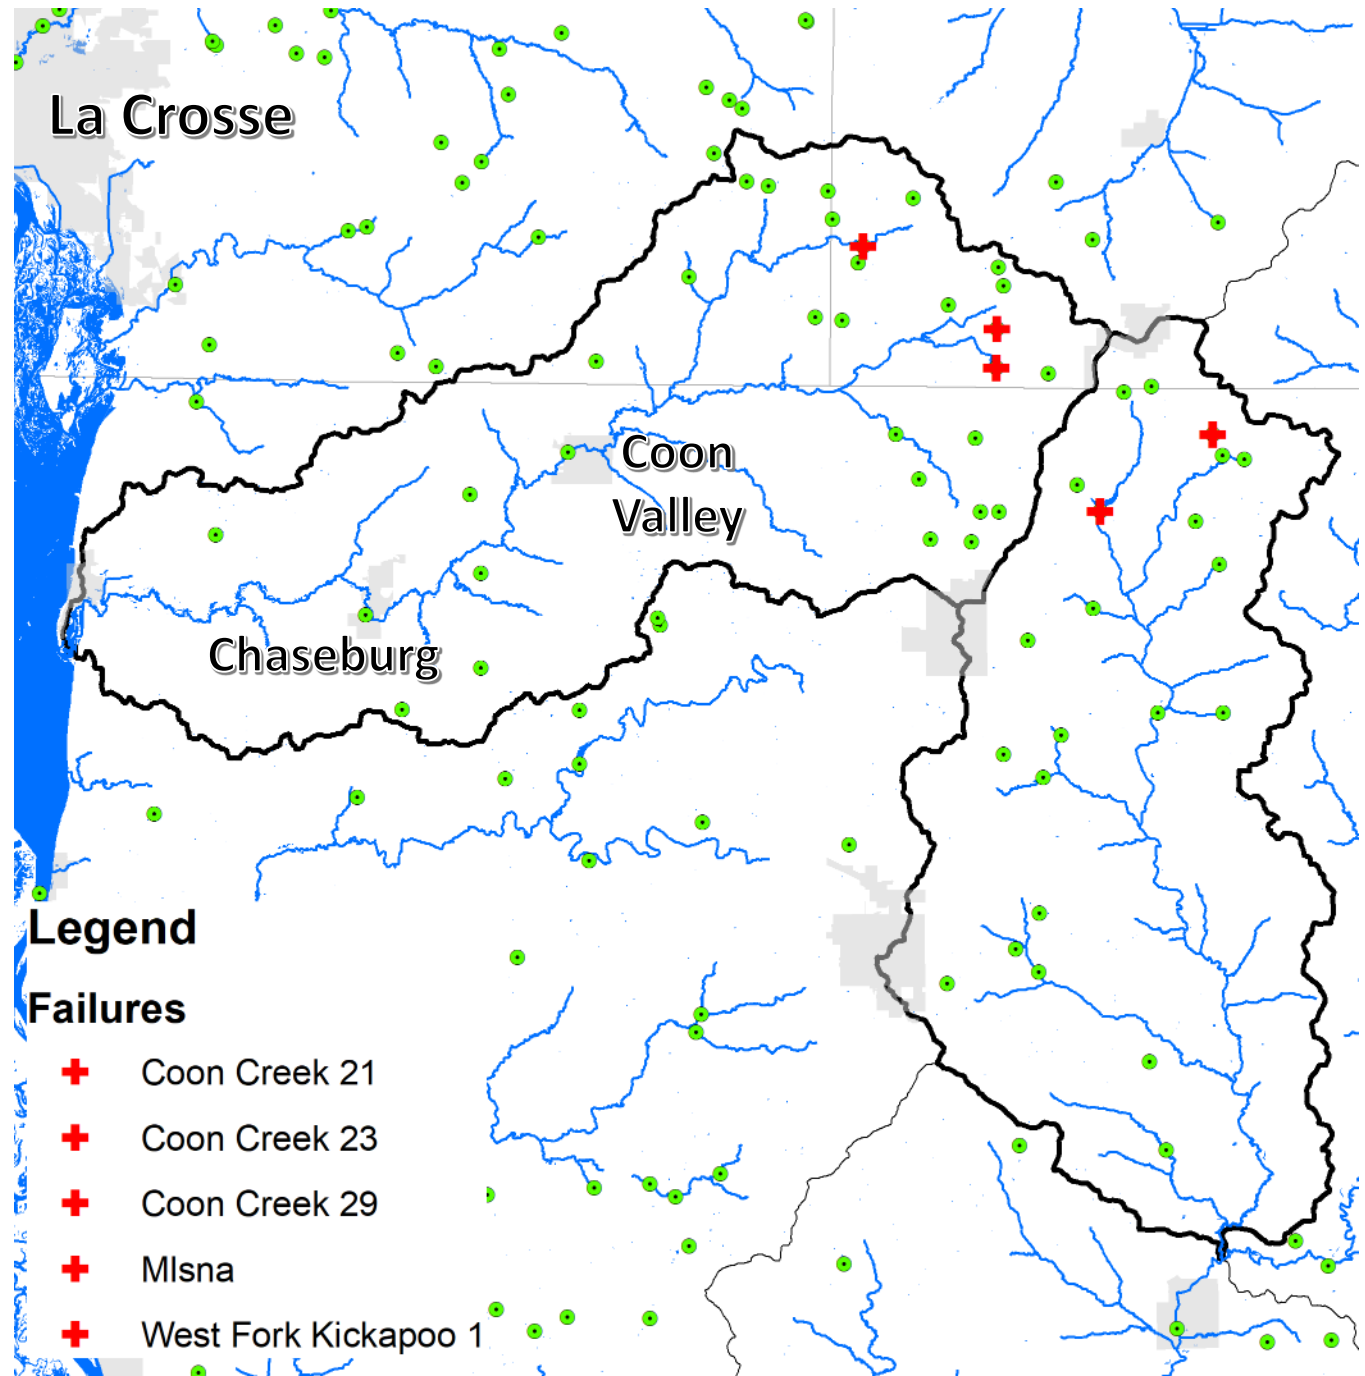 La Crosse
Coon
Valley
Chaseburg
Legend
Failures
Coon Creek 21
Coon Creek 23
Coon Creek 29
Mlsna
West Fork Kickapoo 1